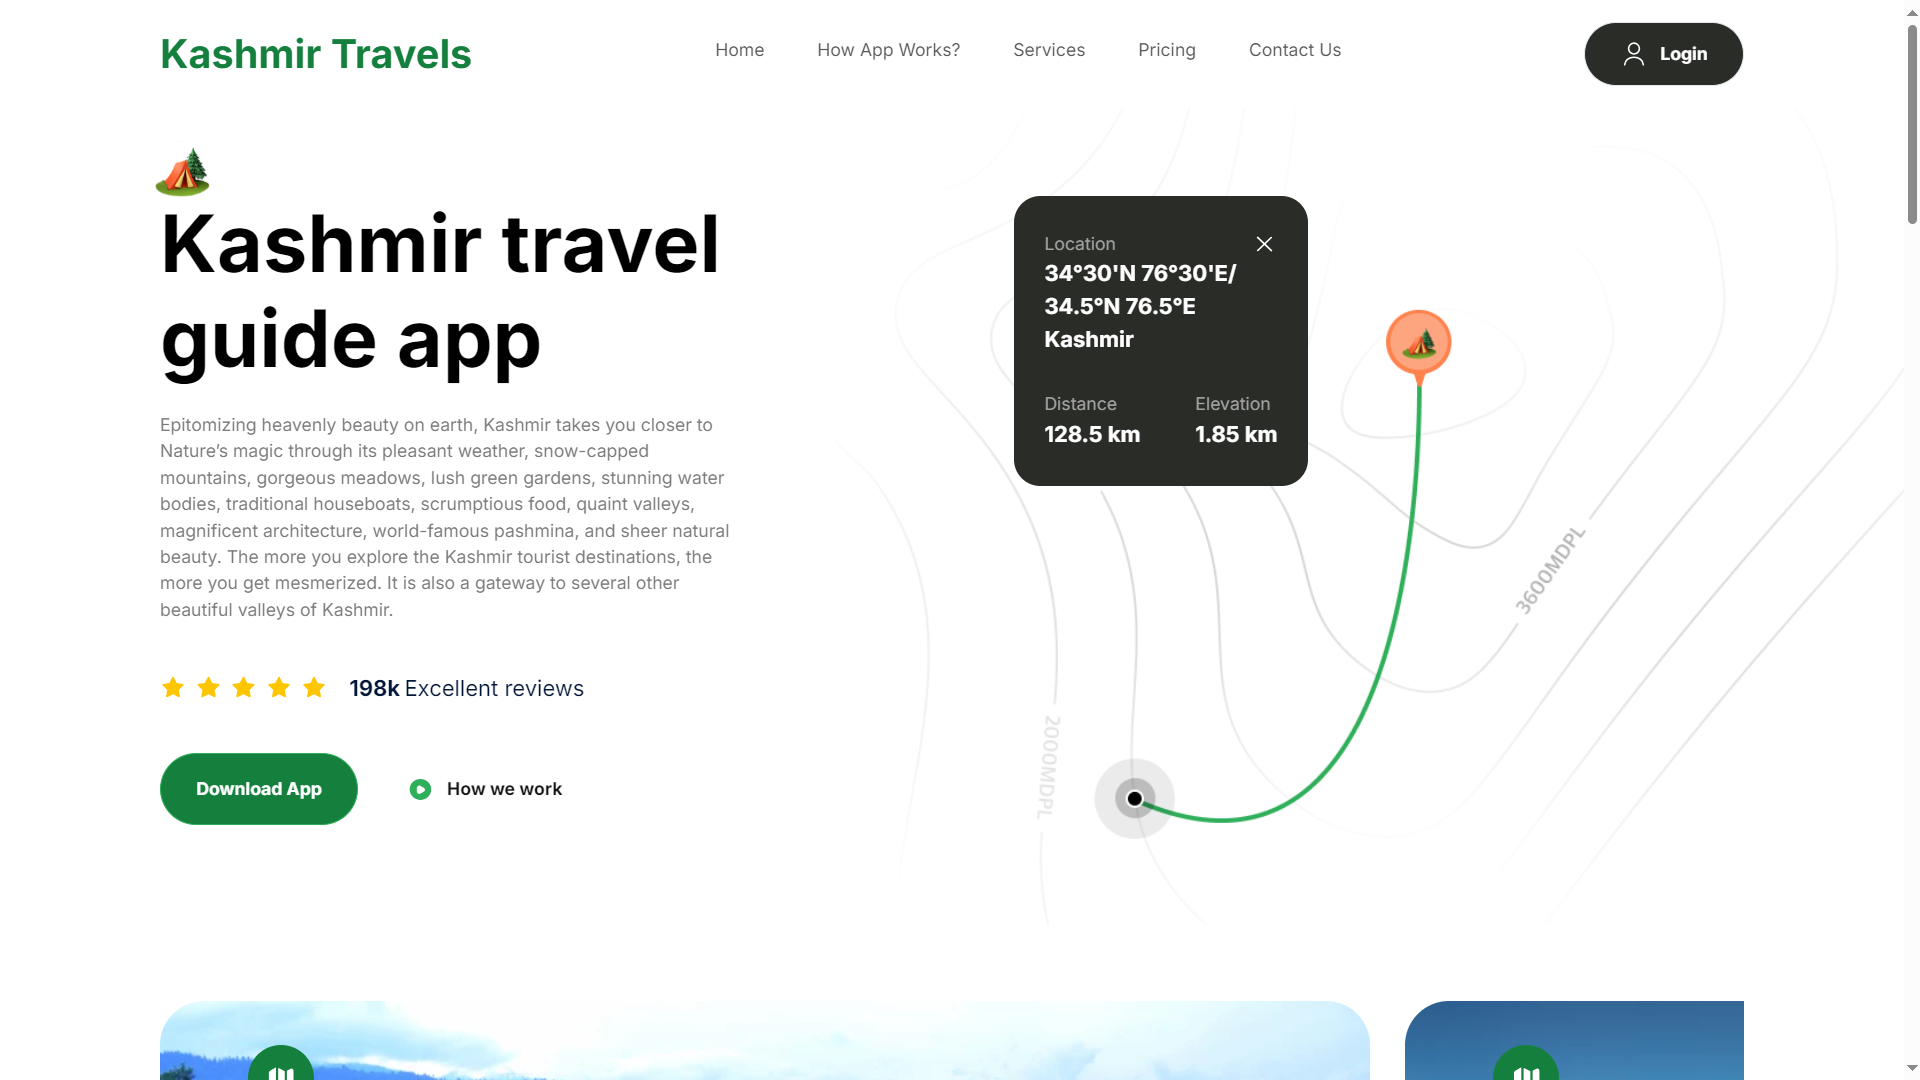 Kashmir Travels
Home
How App Works?
Services
Pricing
Contact Us
Login
Kashmir travel
guide app
Epitomizing heavenly beauty on earth, Kashmir takes you closer to
Nature’s magic through its pleasant weather, snow-capped
mountains, gorgeous meadows, lush green gardens, stunning water
bodies, traditional houseboats, scrumptious food, quaint valleys,
magnificent architecture, world-famous pashmina, and sheer natural
beauty. The more you explore the Kashmir tourist destinations, the
more you get mesmerized. It is also a gateway to several other
beautiful valleys of Kashmir.
198k Excellent reviews
Download App
How we work
Location
34°30'N 76°30'E/
34.5°N 76.5°E
Kashmir
Distance
Elevation
128.5 km
1.85 km
3600MDPL
2000MDPL